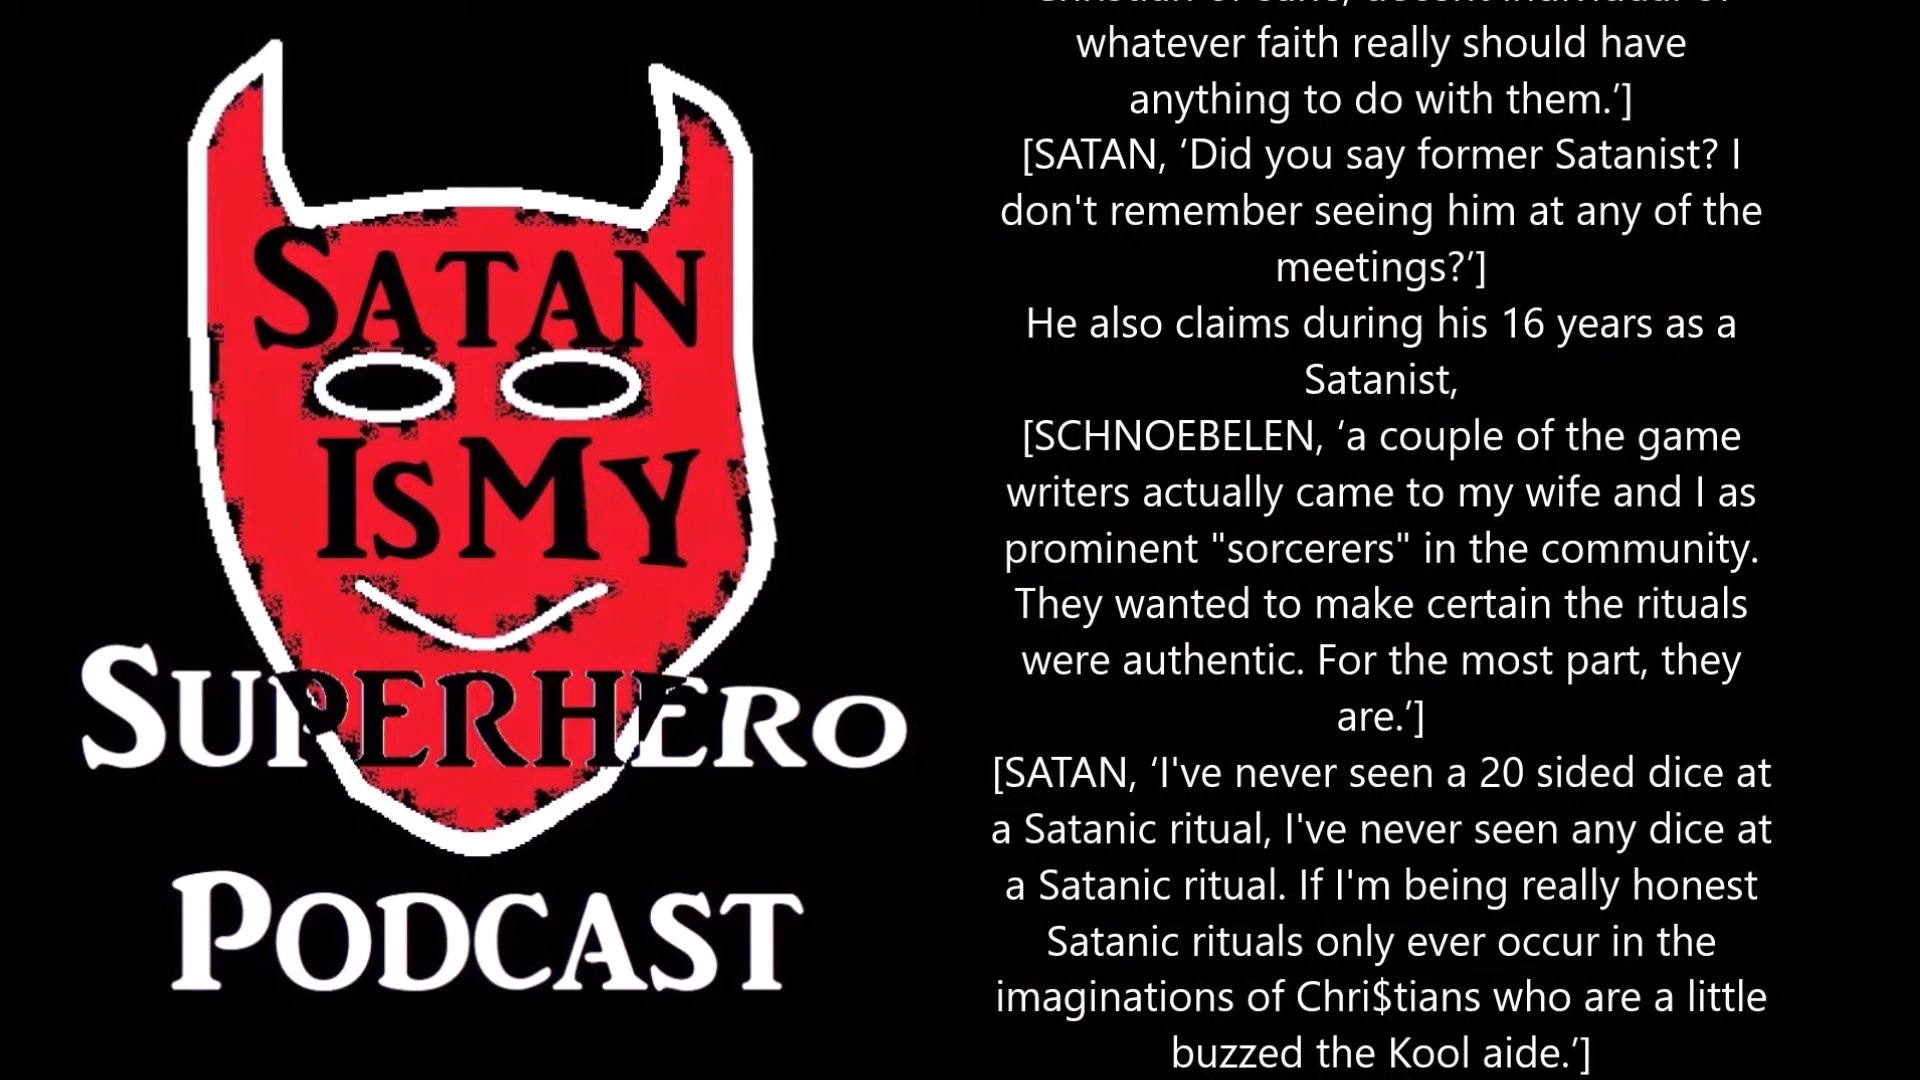 SATAN
IS MY
SUPERHERO
PODCAST
whatever faith really should have
anything to do with them.’]
[SATAN, ‘Did you say former Satanist? I
don't remember seeing him at any of the
meetings?’]
He also claims during his 16 years as a
Satanist,
[SCHNOEBELEN, ‘a couple of the game
writers actually came to my wife and I as
prominent "sorcerers" in the community.
They wanted to make certain the rituals
were authentic. For the most part, they
are.’]
[SATAN, ‘I've never seen a 20 sided dice at
a Satanic ritual, I've never seen any dice at
a Satanic ritual. If I'm being really honest
Satanic rituals only ever occur in the
imaginations of Chri$tians who are a little
buzzed the Kool aide.’]